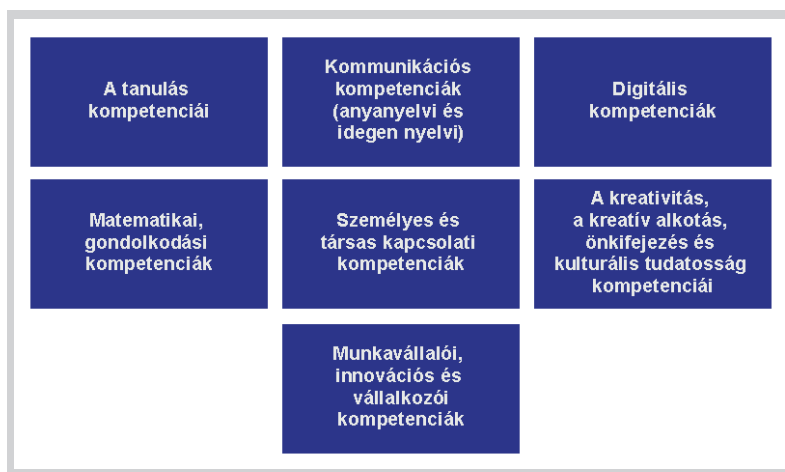 A tanulás
kompetenciái
Kommunikációs
kompetenciák
(anyanyelvi és
idegen nyelvi)
Digitális
kompetenciák
Matematikai,
gondolkodási
kompetenciák
Személyes és
társas kapcsolati
kompetenciák
A kreativitás,
a kreatív alkotás,
önkifejezés és
kulturális tudatosság
kompetenciái
Munkavállalói,
innovációs és
vállalkozói
kompetenciák